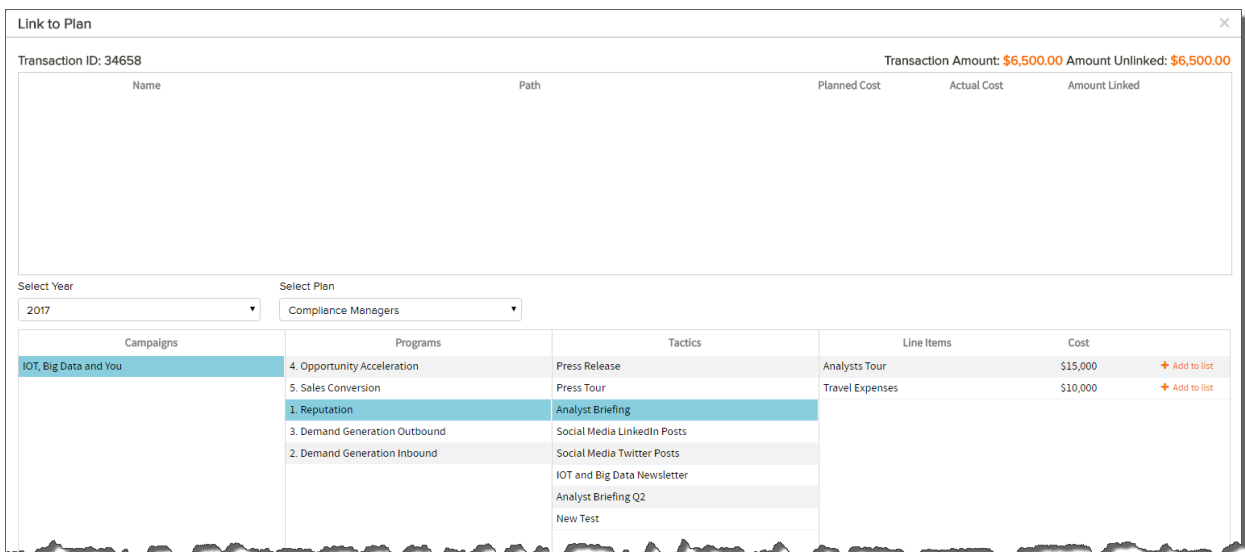 Link to Plan ×
Transaction ID: 34658 Transaction Amount: $6,500.00 Amount Unlinked: $6,500.00
Name Path Planned Cost Actual Cost Amount Linked
Select Year Select Plan
2017 Compliance Managers
Campaigns Programs Tactics Line Items Cost
IOT, Big Data and You 4. Opportunity Acceleration Press Release Analysts Tour $15,000 + Add to list
5. Sales Conversion Press Tour Travel Expenses $10,000 + Add to list
1. Reputation Analyst Briefing
3. Demand Generation Outbound Social Media LinkedIn Posts
2. Demand Generation Inbound Social Media Twitter Posts
IOT and Big Data Newsletter
Analyst Briefing Q2
New Test